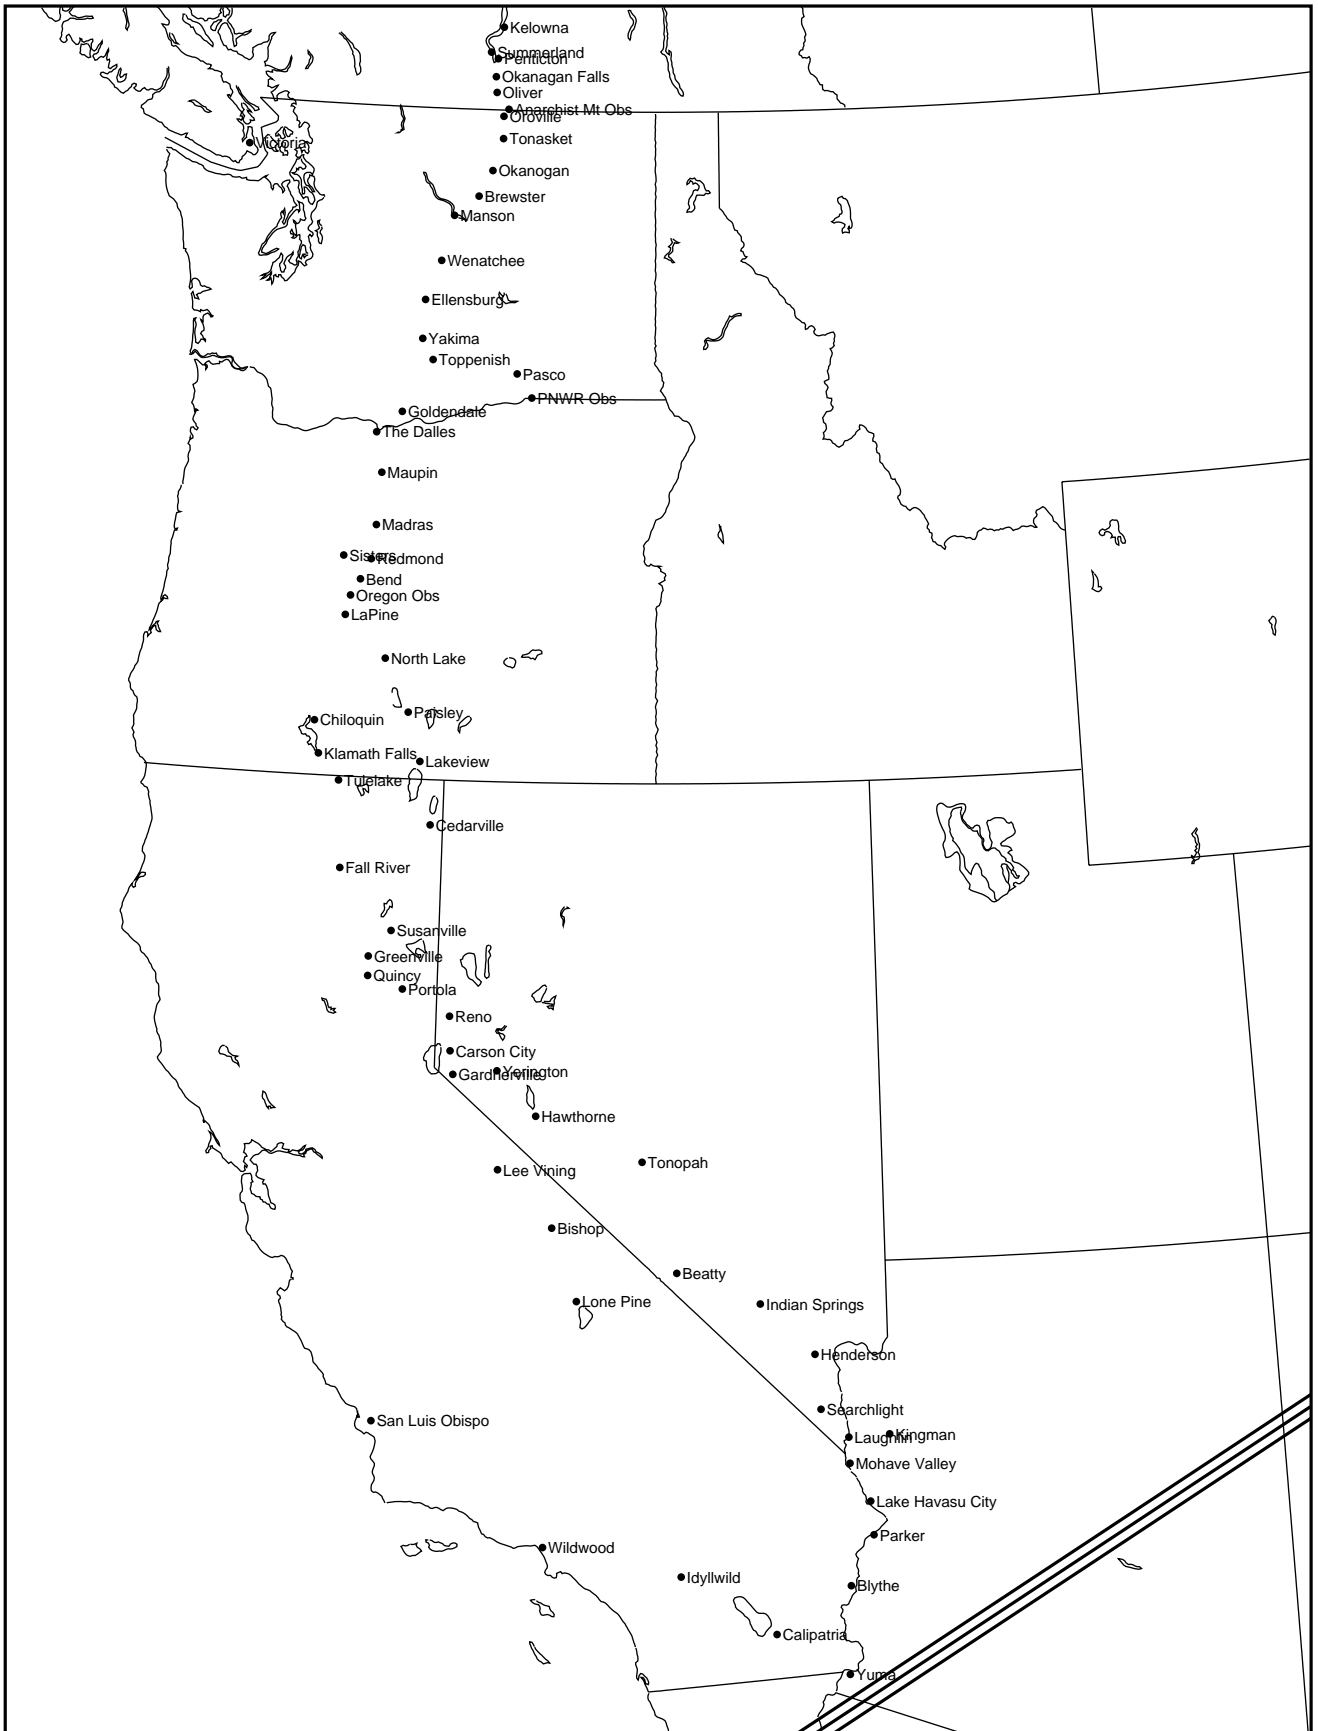 Kelowna
Summerland
Penticton
Okanagan Falls
Oliver
Anarchist Mt Obs
Oroville
Tonasket
Victoria
Okanogan
Brewster
Manson
Wenatchee
Ellensburg
Yakima
Toppenish
Pasco
PNWR Obs
Goldendale
The Dalles
Maupin
Madras
Sisters
Redmond
Bend
Oregon Obs
LaPine
North Lake
Paisley
Chiloquin
Klamath Falls
Lakeview
Tulelake
Cedarville
Fall River
Susanville
Greenville
Quincy
Portola
Reno
Carson City
Gardnerville
Yerington
Hawthorne
Tonopah
Lee Vining
Bishop
Beatty
Lone Pine
Indian Springs
Henderson
Searchlight
San Luis Obispo
Laughlin
Kingman
Mohave Valley
Lake Havasu City
Parker
Wildwood
Idyllwild
Blythe
Calipatria
Yuma